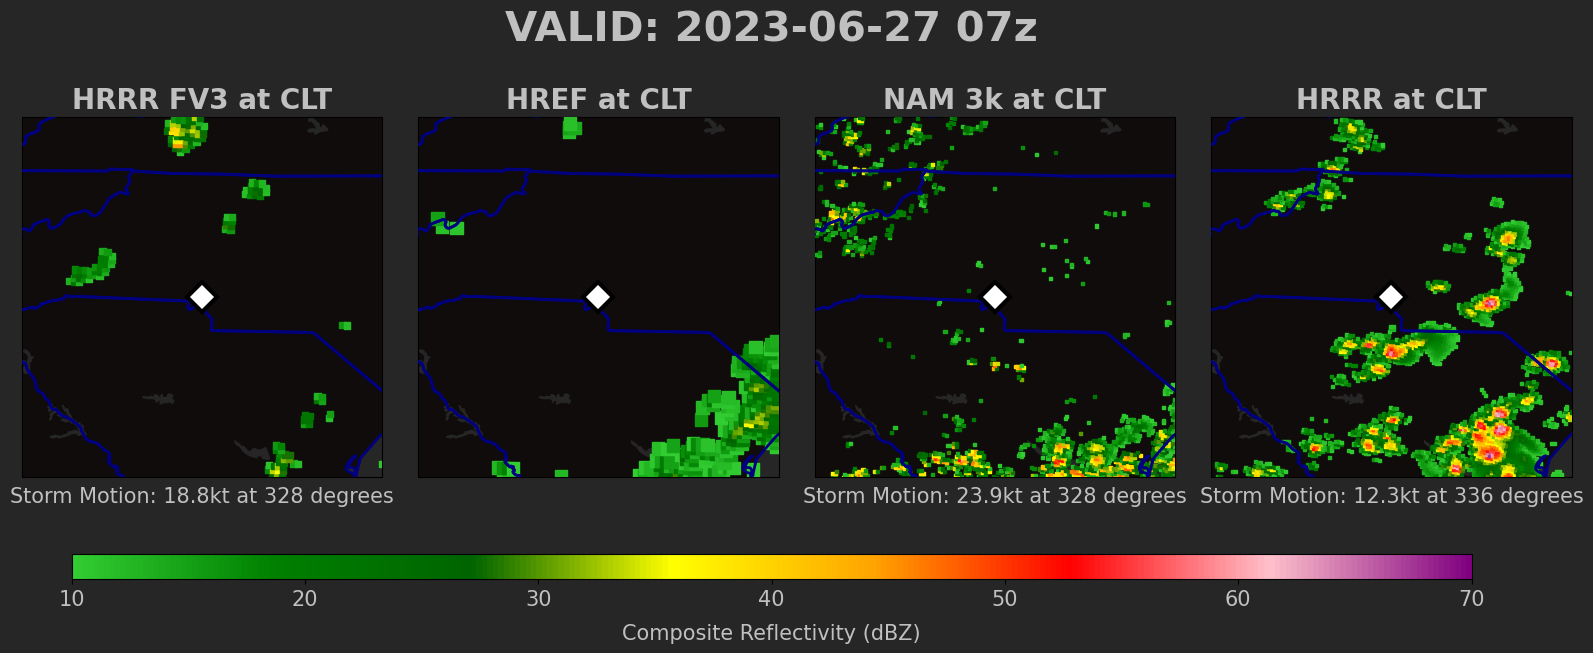 VALID: 2023-06-27 07z
HRRR FV3 at CLT
HREF at CLT
NAM 3k at CLT
HRRR at CLT
Storm Motion: 18.8kt at 328 degrees
Storm Motion: 23.9kt at 328 degrees
Storm Motion: 12.3kt at 336 degrees
10 20 30 40 50 60 70
Composite Reflectivity (dBZ)